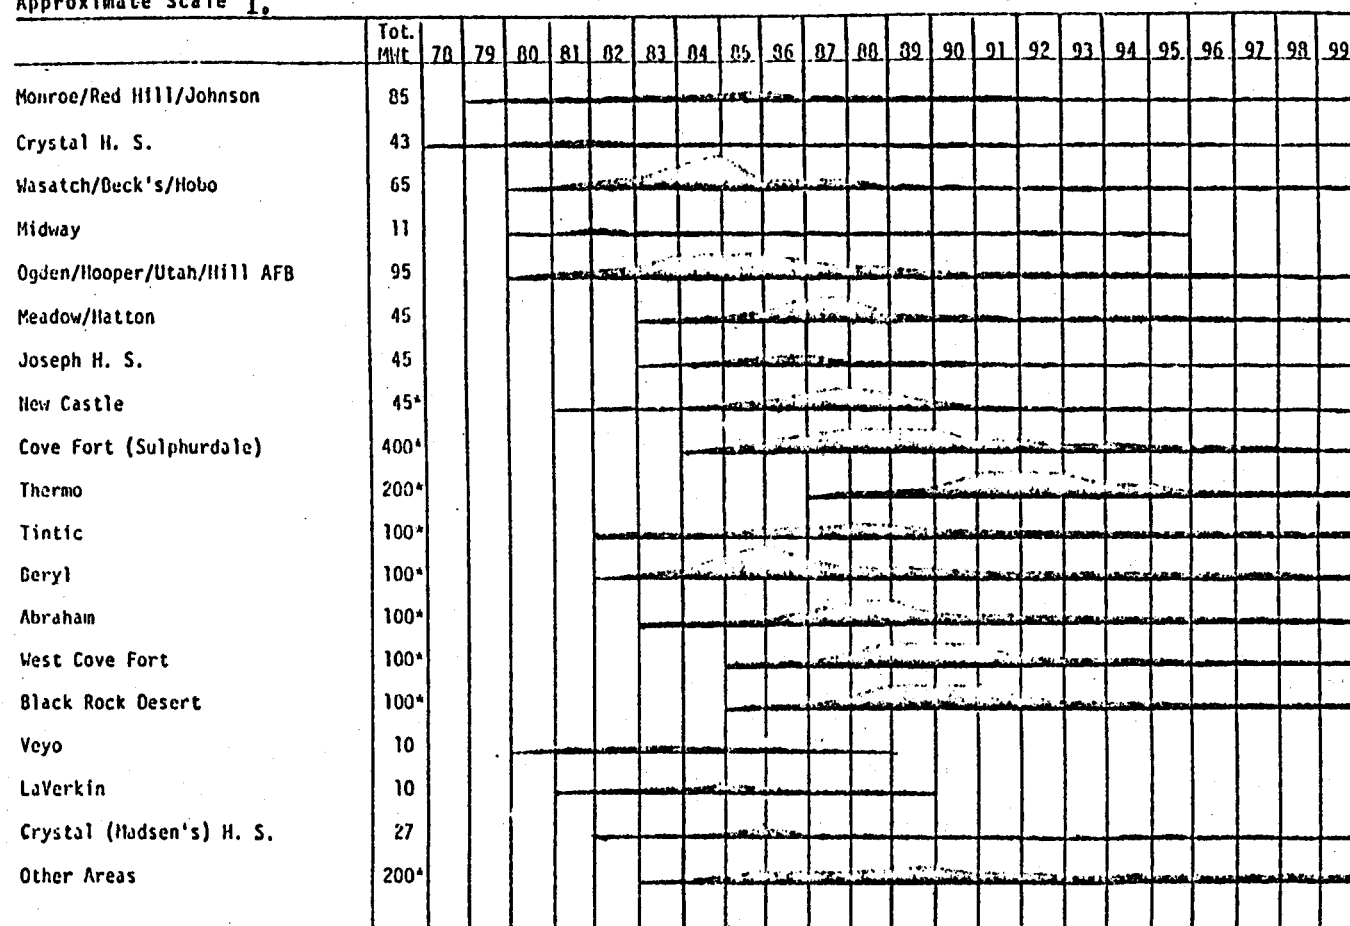 Approximate Scale I.
Tot.
MWt 78 79 80 81 82 83 84 85 86 87 88 89 90 91 92 93 94 95 96 97 98 99
Monroe/Red Hill/Johnson 85
Crystal H. S. 43
Wasatch/Beck's/Hobo 65
Midway 11
Ogden/Hooper/Utah/Hill AFB 95
Meadow/Hatton 45
Joseph H. S. 45
New Castle 45*
Cove Fort (Sulphurdale) 400*
Thermo 200*
Tintic 100*
Beryl 100*
Abraham 100*
West Cove Fort 100*
Black Rock Desert 100*
Veyo 10
LaVerkin 10
Crystal (Madsen's) H. S. 27
Other Areas 200*